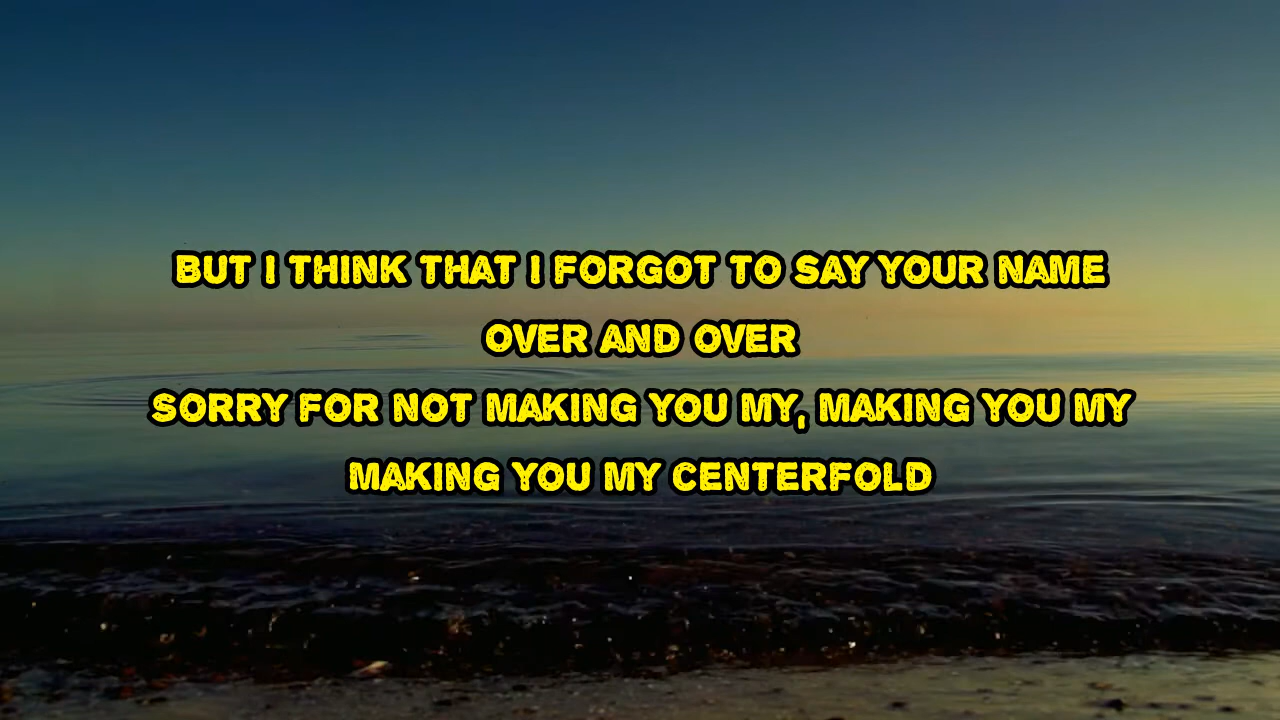 BUT I THINK THAT I FORGOT TO SAY YOUR NAME
OVER AND OVER
SORRY FOR NOT MAKING YOU MY, MAKING YOU MY
MAKING YOU MY CENTERFOLD